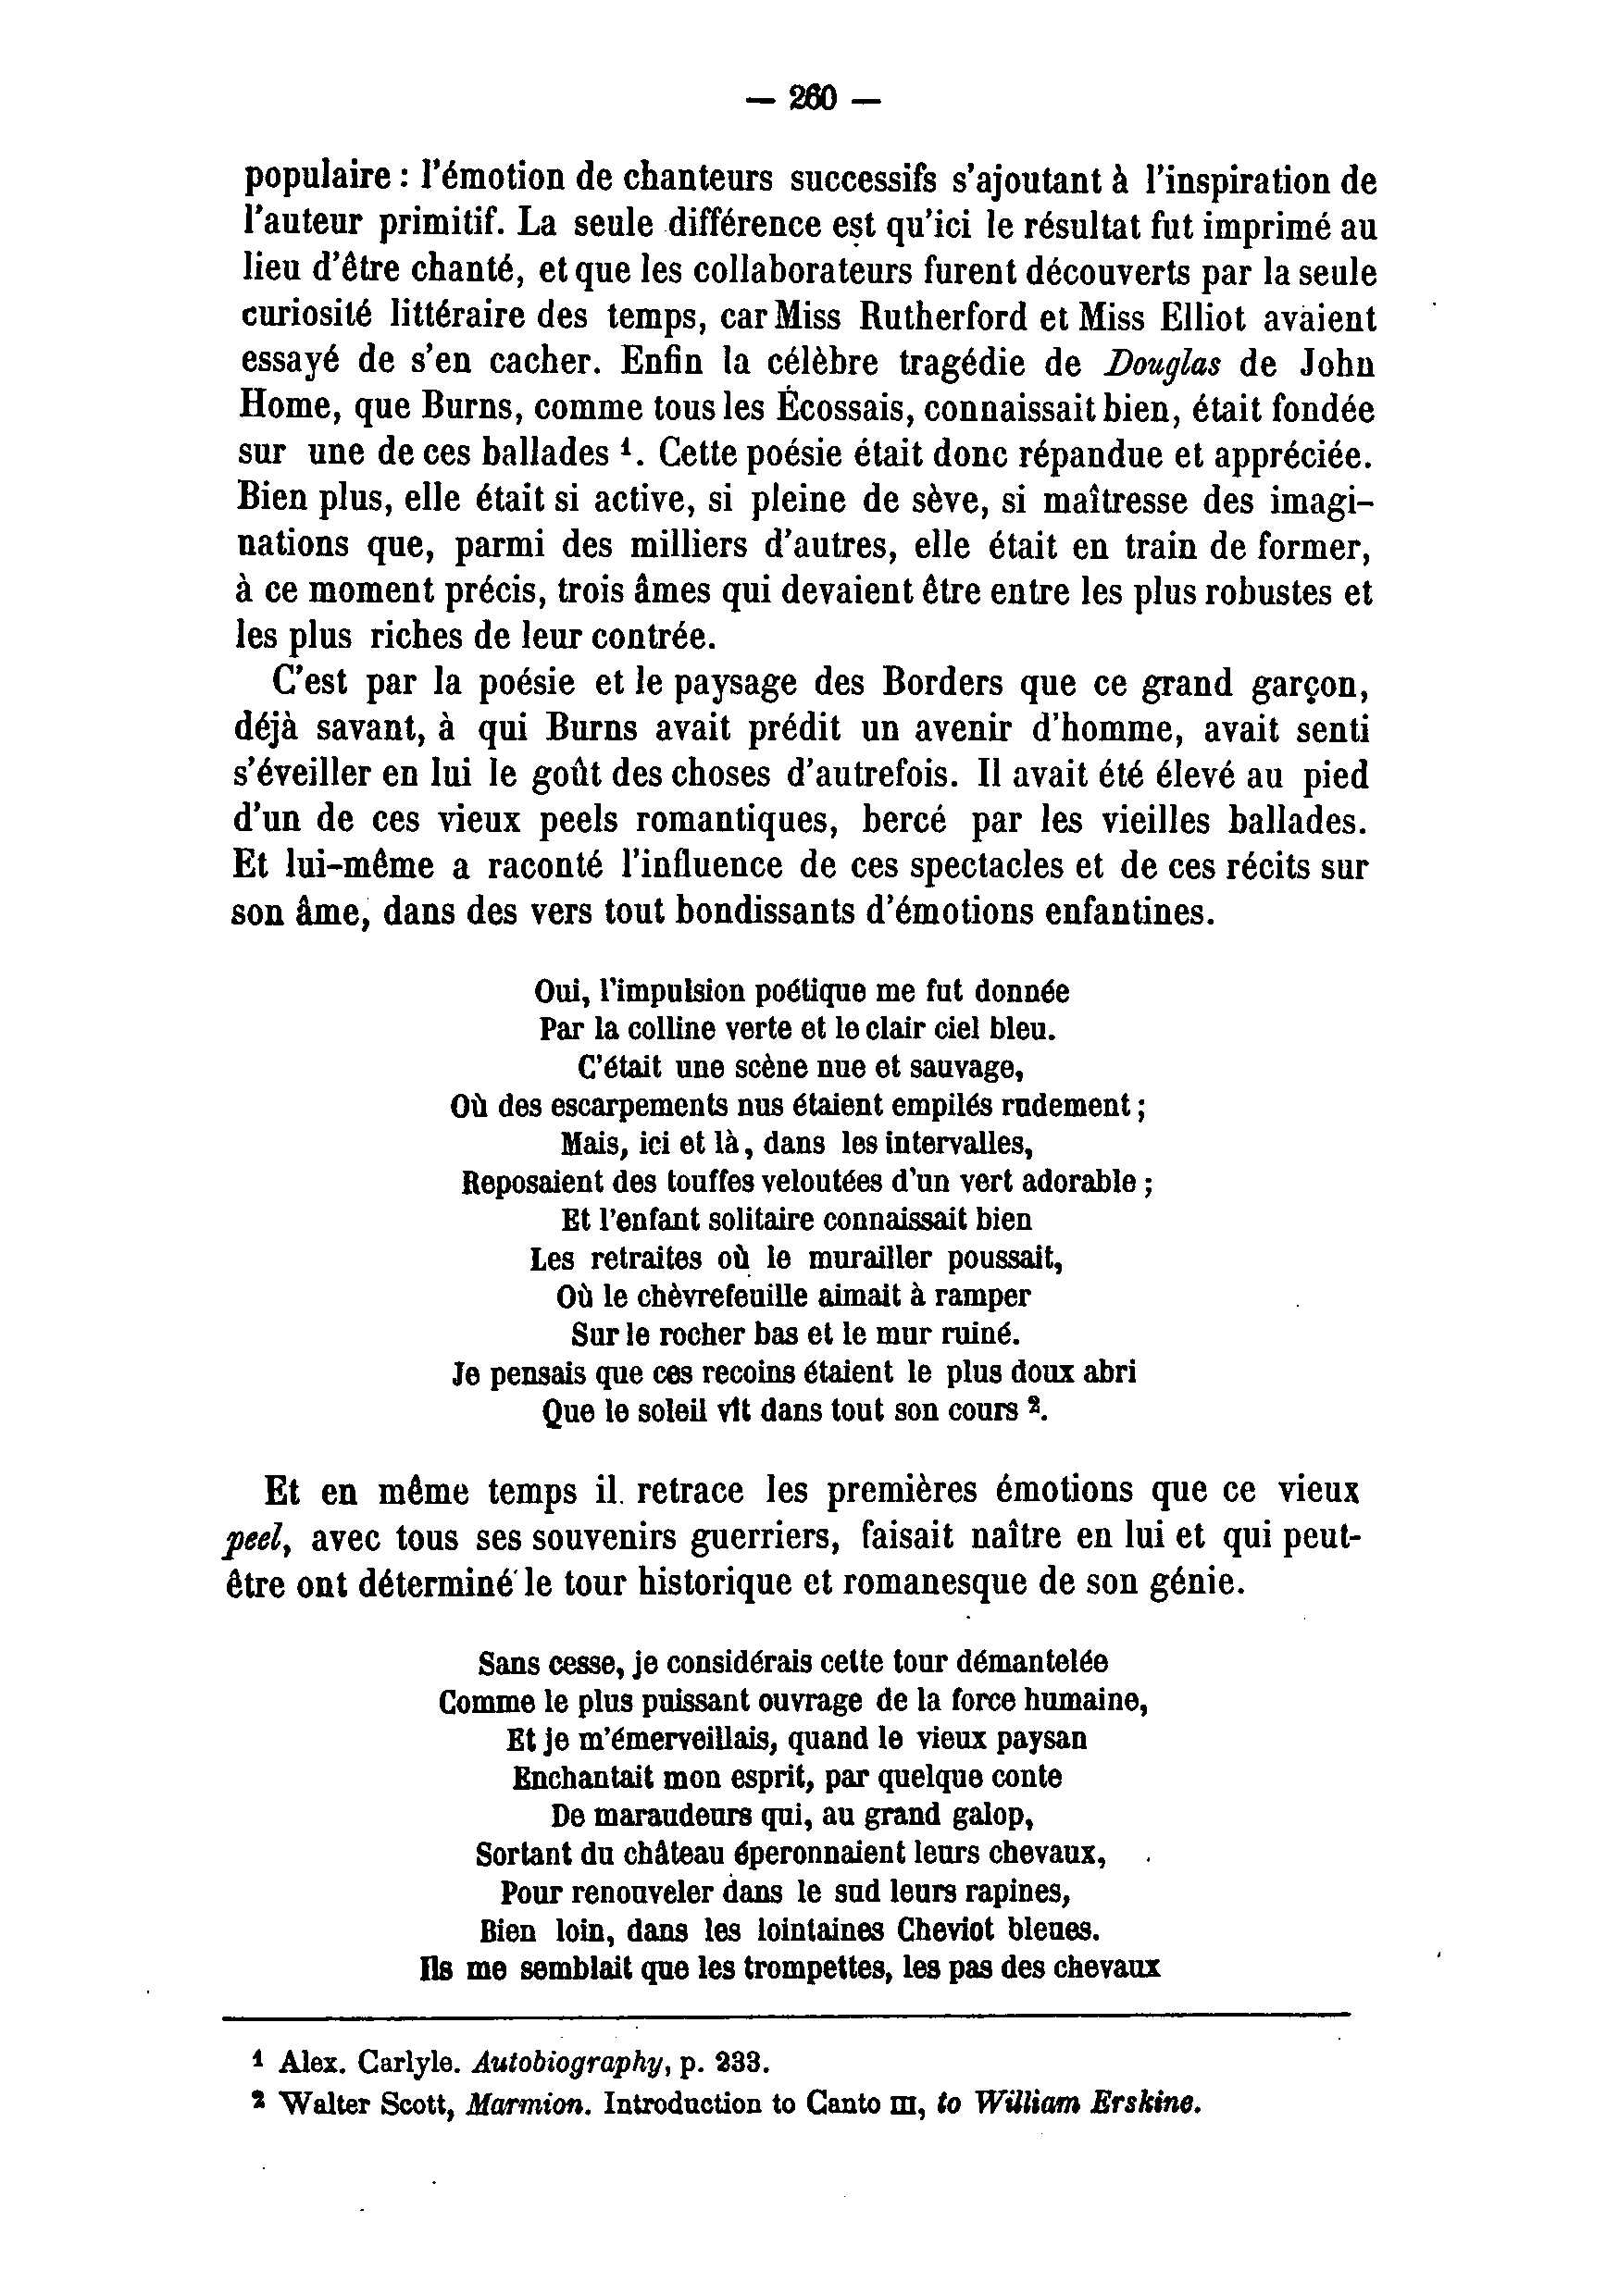 — 260 —
populaire : l'émotion de chanteurs successifs s'ajoutant à l'inspiration de
l'auteur primitif. La seule différence est qu'ici le résultat fut imprimé au
lieu d'être chanté, et que les collaborateurs furent découverts par la seule
curiosité littéraire des temps, car Miss Rutherford et Miss Elliot avaient
essayé de s'en cacher. Enfin la célèbre tragédie de Douglas de John
Home, que Burns, comme tous les Écossais, connaissait bien, était fondée
sur une de ces ballades 1. Cette poésie était donc répandue et appréciée.
Bien plus, elle était si active, si pleine de sève, si maîtresse des imagi-
nations que, parmi des milliers d'autres, elle était en train de former,
à ce moment précis, trois âmes qui devaient être entre les plus robustes et
les plus riches de leur contrée.
C'est par la poésie et le paysage des Borders que ce grand garçon,
déjà savant, à qui Burns avait prédit un avenir d'homme, avait senti
s'éveiller en lui le goût des choses d'autrefois. Il avait été élevé au pied
d'un de ces vieux peels romantiques, bercé par les vieilles ballades.
Et lui-même a raconté l'influence de ces spectacles et de ces récits sur
son âme, dans des vers tout bondissants d'émotions enfantines.
Oui, l'impulsion poétique me fut donnée
Par la colline verte et le clair ciel bleu.
C'était une scène nue et sauvage,
Où des escarpements nus étaient empilés rudement ;
Mais, ici et là, dans les intervalles,
Reposaient des touffes veloutées d'un vert adorable ;
Et l'enfant solitaire connaissait bien
Les retraites où le murailler poussait,
Où le chèvrefeuille aimait à ramper
Sur le rocher bas et le mur ruiné.
Je pensais que ces recoins étaient le plus doux abri
Que le soleil vît dans tout son cours 2.
Et en même temps il retrace les premières émotions que ce vieux
peel, avec tous ses souvenirs guerriers, faisait naître en lui et qui peut-
être ont déterminé le tour historique et romanesque de son génie.
Sans cesse, je considérais cette tour démantelée
Comme le plus puissant ouvrage de la force humaine,
Et je m'émerveillais, quand le vieux paysan
Enchantait mon esprit, par quelque conte
De maraudeurs qui, au grand galop,
Sortant du château éperonnaient leurs chevaux,
Pour renouveler dans le sud leurs rapines,
Bien loin, dans les lointaines Cheviot bleues.
Ils me semblait que les trompettes, les pas des chevaux
1 Alex. Carlyle. Autobiography, p. 233.
2 Walter Scott, Marmion. Introduction to Canto III, to William Erskine.